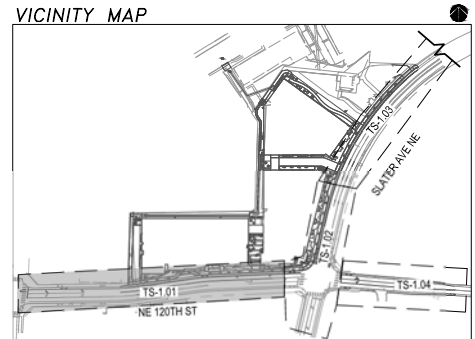 VICINITY MAP
TS-1.03
SLATER AVE NE
TS-1.02
TS-1.01
TS-1.04
NE 120TH ST